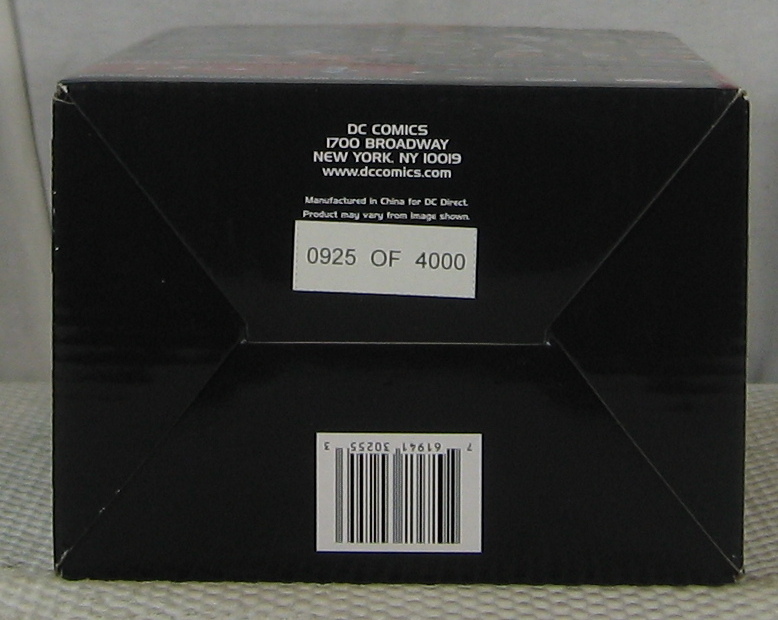 DC COMICS
1700 BROADWAY
NEW YORK, NY 10019
www.dccomics.com
Manufactured in China for DC Direct.
Product may vary from image shown.
0925 OF 4000
7 61941 30255 3